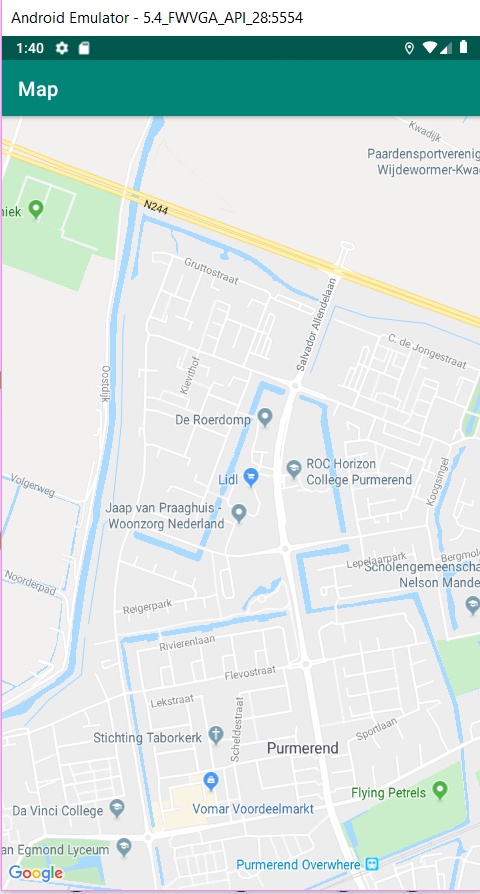 Android Emulator - 5.4_FWVGA_API_28:5554
1:40
Map
Kwadijk
Paardensportverenig
Wijdewormer-Kwa
niek
N244
Gruttostraat
Salvador Allendelaan
C. de Jongestraat
Kievithof
Oostdijk
De Roerdomp
Koogsingel
ROC Horizon
College Purmerend
Lidl
Volgerweg
Jaap van Praaghuis -
Woonzorg Nederland
Lepelaarpark
Bergmol
Scholengemeenscha
Nelson Mande
Noorderpad
Reigerpark
Rivierenlaan
Flevostraat
Lekstraat
Scheldestraat
Sportlaan
Stichting Taborkerk
Purmerend
Flying Petrels
Vomar Voordeelmarkt
Da Vinci College
an Egmond Lyceum
Purmerend Overwhere
Google